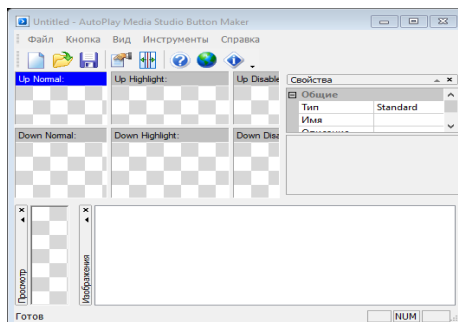 Untitled - AutoPlay Media Studio Button Maker
Файл Кнопка Вид Инструменты Справка
Up Normal: Up Highlight: Up Disable
Свойства
Общие
Тип Standard
Имя
Описание
Down Normal: Down Highlight: Down Disa
Просмотр
Изображения
Готов NUM